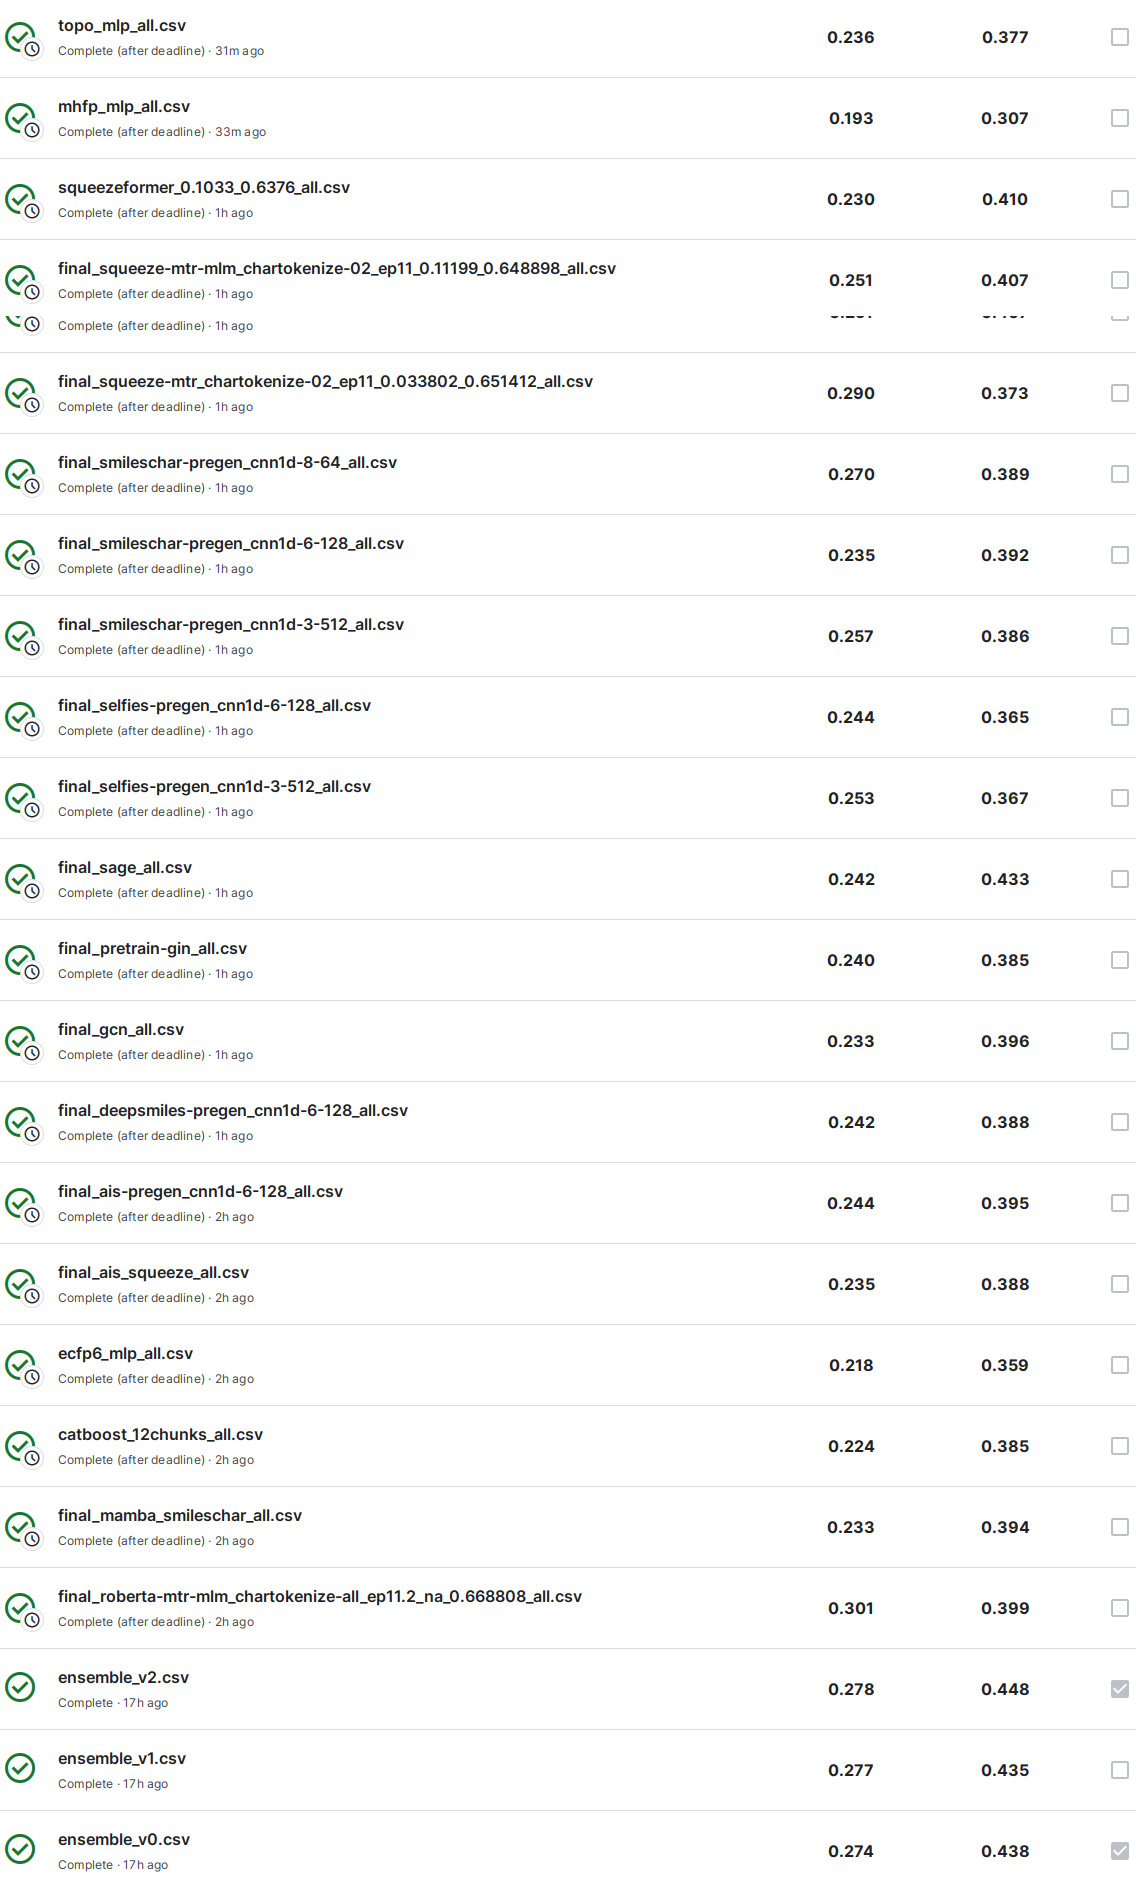 topo_mlp_all.csv
Complete (after deadline) · 31m ago
0.236 0.377
mhfp_mlp_all.csv
Complete (after deadline) · 33m ago
0.193 0.307
squeezeformer_0.1033_0.6376_all.csv
Complete (after deadline) · 1h ago
0.230 0.410
final_squeeze-mtr-mlm_chartokenize-02_ep11_0.11199_0.648898_all.csv
Complete (after deadline) · 1h ago
0.251 0.407
Complete (after deadline) · 1h ago
final_squeeze-mtr_chartokenize-02_ep11_0.033802_0.651412_all.csv
Complete (after deadline) · 1h ago
0.290 0.373
final_smileschar-pregen_cnn1d-8-64_all.csv
Complete (after deadline) · 1h ago
0.270 0.389
final_smileschar-pregen_cnn1d-6-128_all.csv
Complete (after deadline) · 1h ago
0.235 0.392
final_smileschar-pregen_cnn1d-3-512_all.csv
Complete (after deadline) · 1h ago
0.257 0.386
final_selfies-pregen_cnn1d-6-128_all.csv
Complete (after deadline) · 1h ago
0.244 0.365
final_selfies-pregen_cnn1d-3-512_all.csv
Complete (after deadline) · 1h ago
0.253 0.367
final_sage_all.csv
Complete (after deadline) · 1h ago
0.242 0.433
final_pretrain-gin_all.csv
Complete (after deadline) · 1h ago
0.240 0.385
final_gcn_all.csv
Complete (after deadline) · 1h ago
0.233 0.396
final_deepsmiles-pregen_cnn1d-6-128_all.csv
Complete (after deadline) · 1h ago
0.242 0.388
final_ais-pregen_cnn1d-6-128_all.csv
Complete (after deadline) · 2h ago
0.244 0.395
final_ais_squeeze_all.csv
Complete (after deadline) · 2h ago
0.235 0.388
ecfp6_mlp_all.csv
Complete (after deadline) · 2h ago
0.218 0.359
catboost_12chunks_all.csv
Complete (after deadline) · 2h ago
0.224 0.385
final_mamba_smileschar_all.csv
Complete (after deadline) · 2h ago
0.233 0.394
final_roberta-mtr-mlm_chartokenize-all_ep11.2_na_0.668808_all.csv
Complete (after deadline) · 2h ago
0.301 0.399
ensemble_v2.csv
Complete · 17h ago
0.278 0.448
ensemble_v1.csv
Complete · 17h ago
0.277 0.435
ensemble_v0.csv
Complete · 17h ago
0.274 0.438